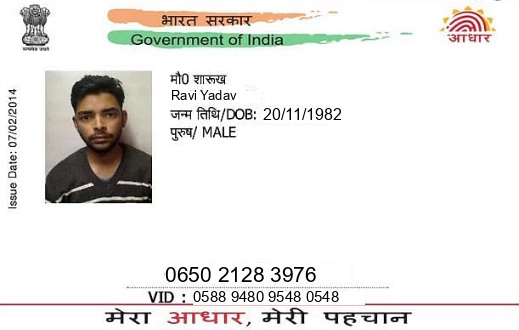 भारत सरकार
Government of India
आधार
Issue Date: 07/02/2014
मौ0 शारूख
Ravi Yadav
जन्म तिथि/DOB: 20/11/1982
पुरुष/ MALE
0650 2128 3976
VID : 0588 9480 9548 0548
मेरा आधार, मेरी पहचान